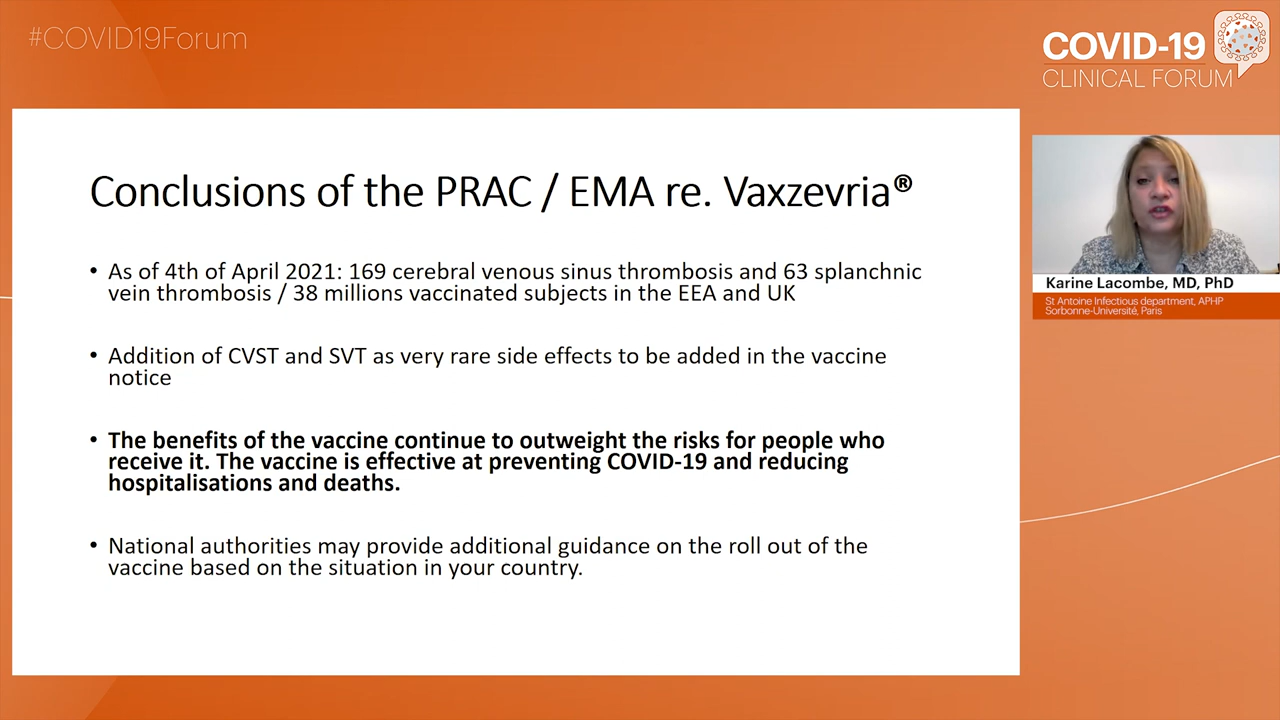 #COVID19Forum
COVID-19
CLINICAL FORUM
Conclusions of the PRAC / EMA re. Vaxzevria®
• As of 4th of April 2021: 169 cerebral venous sinus thrombosis and 63 splanchnic
vein thrombosis / 38 millions vaccinated subjects in the EEA and UK
• Addition of CVST and SVT as very rare side effects to be added in the vaccine
notice
• The benefits of the vaccine continue to outweight the risks for people who
receive it. The vaccine is effective at preventing COVID-19 and reducing
hospitalisations and deaths.
• National authorities may provide additional guidance on the roll out of the
vaccine based on the situation in your country.
Karine Lacombe, MD, PhD
St Antoine Infectious department, APHP
Sorbonne-Université, Paris